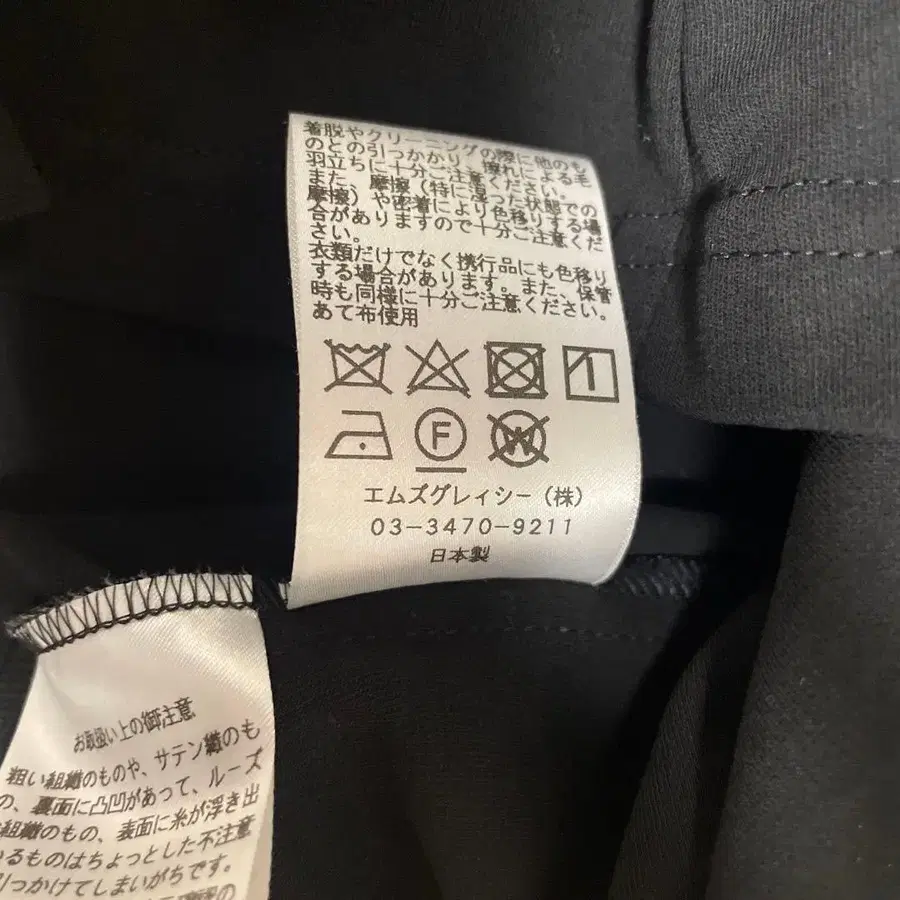 着脱やクリーニングの際に他のも
のとの引っかかり、擦れによる毛
羽立ちに十分ご注意ください。
また、摩擦（特に湿った状態での
摩擦）や密着により色移りする場
合がありますので十分ご注意くだ
さい。
衣類だけでなく携行品にも色移り
する場合があります。また、保管
時も同様に十分ご注意ください。
あて布使用
F
W
エムズグレィシー（株）
03-3470-9211
日本製
お取扱い上の御注意
粗い組織のものや、サテン織のも
の、裏面に凸凹があって、ルーズ
組織のもの、表面に糸が浮き出
いるものはちょっとした不注意
引っかけてしまいがちです。